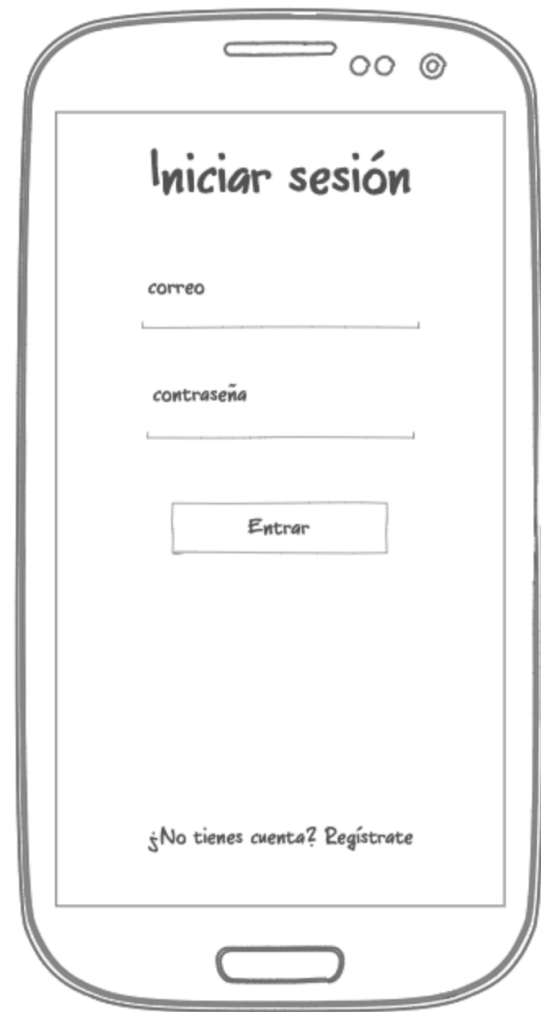 Iniciar sesión
correo
contraseña
Entrar
¿No tienes cuenta? Regístrate